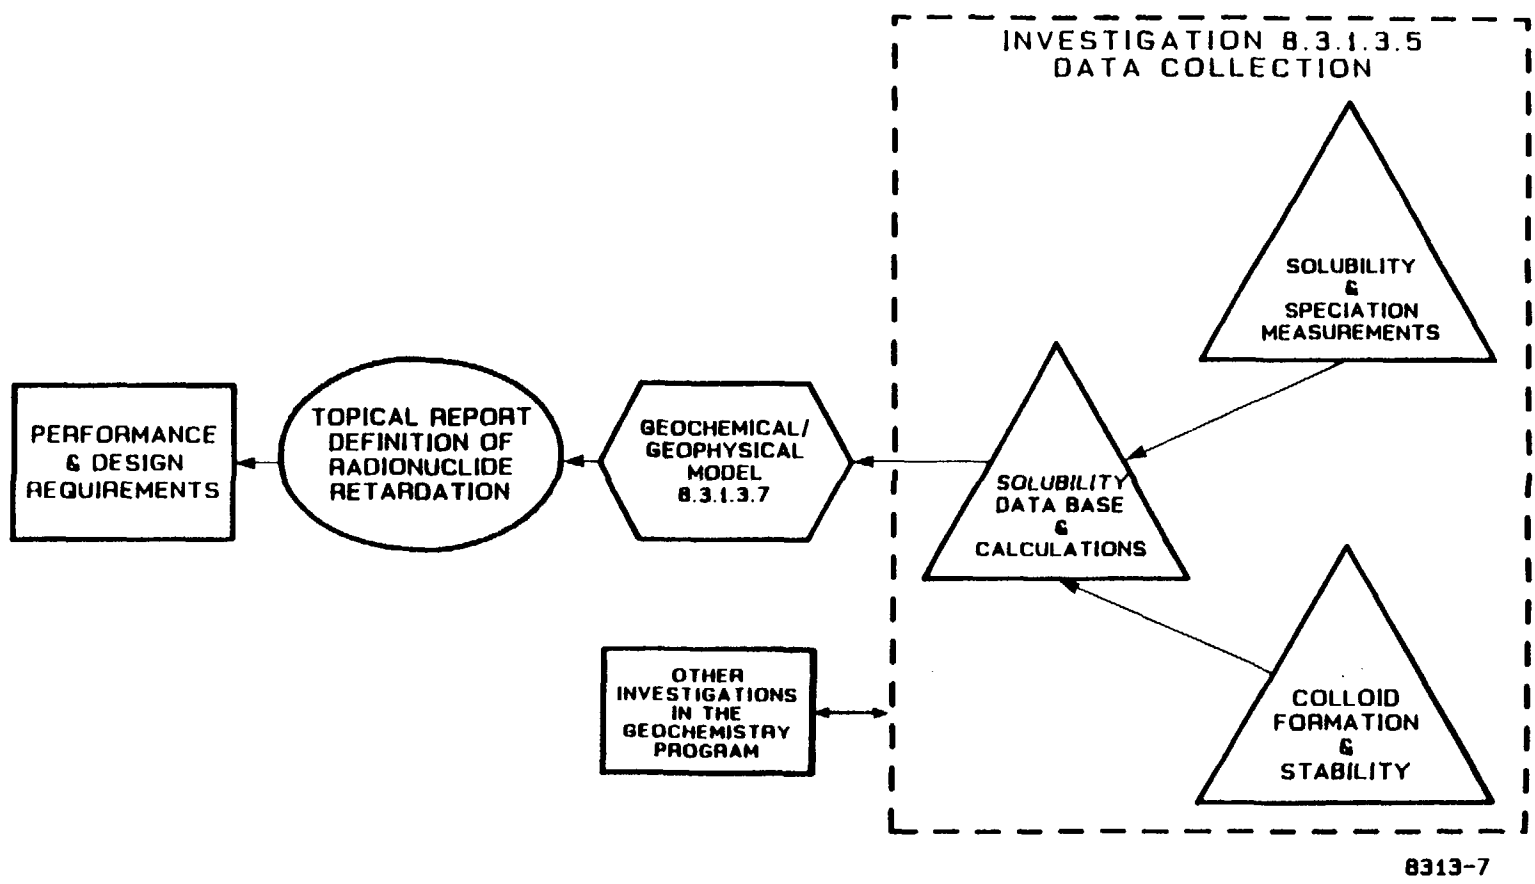 INVESTIGATION 8.3.1.3.5
DATA COLLECTION
SOLUBILITY
&
SPECIATION
MEASUREMENTS
PERFORMANCE
& DESIGN
REQUIREMENTS
TOPICAL REPORT
DEFINITION OF
RADIONUCLIDE
RETARDATION
GEOCHEMICAL/
GEOPHYSICAL
MODEL
8.3.1.3.7
SOLUBILITY
DATA BASE
&
CALCULATIONS
OTHER
INVESTIGATIONS
IN THE
GEOCHEMISTRY
PROGRAM
COLLOID
FORMATION
&
STABILITY
8313-7